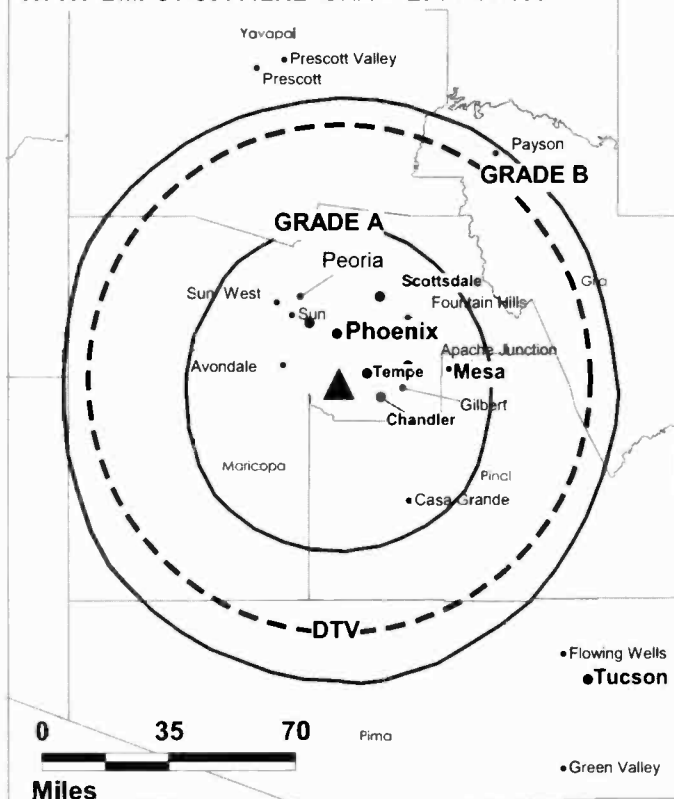 Yavapai
Prescott Valley
Prescott
Payson
GRADE B
GRADE A
Peoria
Scottsdale
Sun West
Fountain Hills
Gila
Sun
Phoenix
Apache Junction
Avondale
Tempe
Mesa
Gilbert
Chandler
Maricopa
Pinal
Casa Grande
DTV
Flowing Wells
Tucson
0 35 70
Pima
Miles
Green Valley